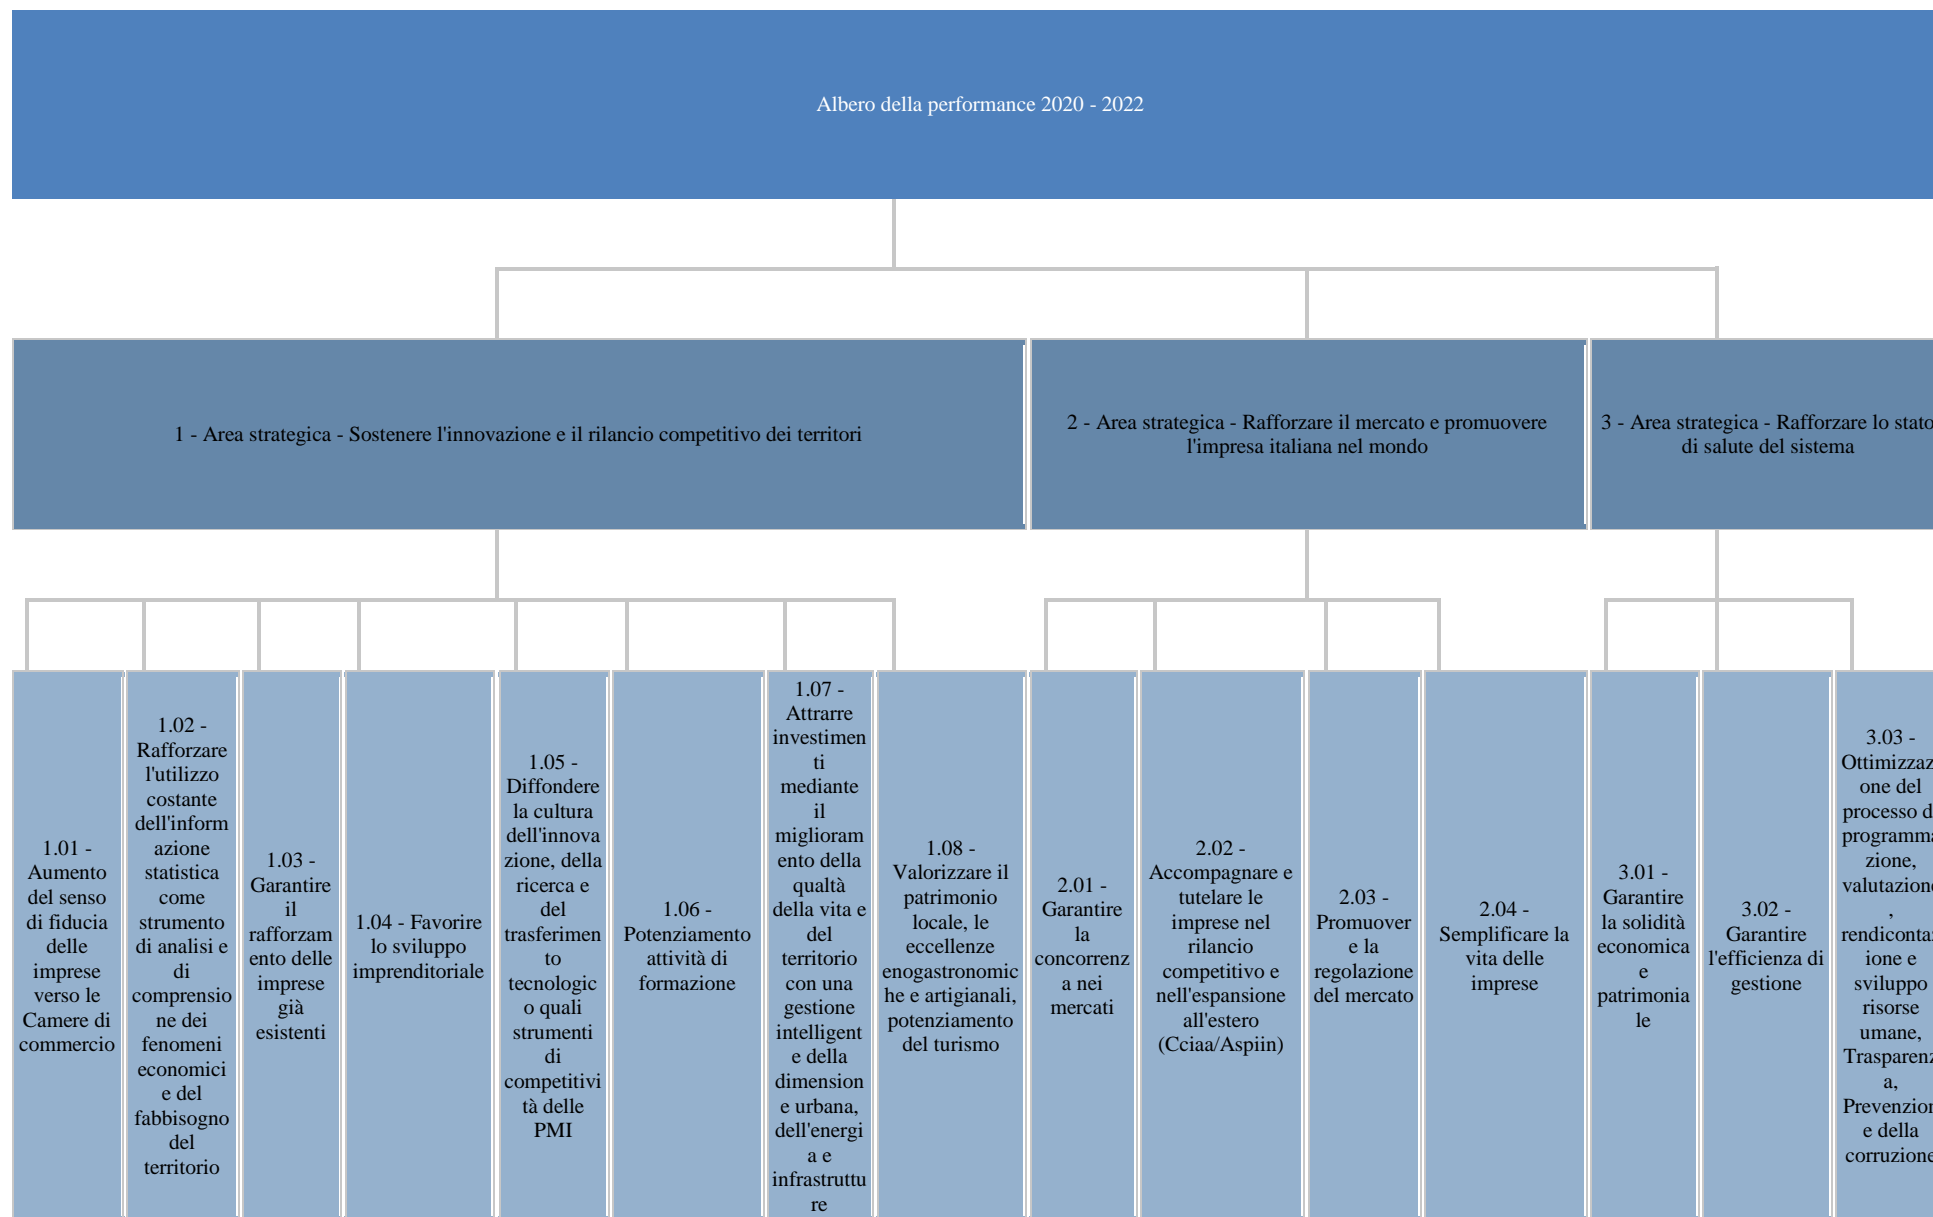 Albero della performance 2020 - 2022
1 - Area strategica - Sostenere l'innovazione e il rilancio competitivo dei territori
2 - Area strategica - Rafforzare il mercato e promuovere
l'impresa italiana nel mondo
3 - Area strategica - Rafforzare lo stato
di salute del sistema
1.01 -
Aumento
del senso
di fiducia
delle
imprese
verso le
Camere di
commercio
1.02 -
Rafforzare
l'utilizzo
costante
dell'inform
azione
statistica
come
strumento
di analisi e
di
comprensio
ne dei
fenomeni
economici
e del
fabbisogno
del
territorio
1.03 -
Garantire
il
rafforzam
ento delle
imprese
già
esistenti
1.04 - Favorire
lo sviluppo
imprenditoriale
1.05 -
Diffondere
la cultura
dell'innova
zione, della
ricerca e
del
trasferimen
to
tecnologic
o quali
strumenti
di
competitivi
tà delle
PMI
1.06 -
Potenziamento
attività di
formazione
1.07 -
Attrarre
investimen
ti
mediante
il
miglioram
ento della
qualtà
della vita e
del
territorio
con una
gestione
intelligent
e della
dimension
e urbana,
dell'energi
a e
infrastruttu
re
1.08 -
Valorizzare il
patrimonio
locale, le
eccellenze
enogastronomic
he e artigianali,
potenziamento
del turismo
2.01 -
Garantire
la
concorrenz
a nei
mercati
2.02 -
Accompagnare e
tutelare le
imprese nel
rilancio
competitivo e
nell'espansione
all'estero
(Cciaa/Aspiin)
2.03 -
Promuover
e la
regolazione
del mercato
2.04 -
Semplificare la
vita delle
imprese
3.01 -
Garantire
la solidità
economica
e
patrimonia
le
3.02 -
Garantire
l'efficienza di
gestione
3.03 -
Ottimizzaz
one del
processo d
programma
zione,
valutazione
,
rendicontaz
ione e
sviluppo
risorse
umane,
Trasparenz
a,
Prevenzion
e della
corruzione